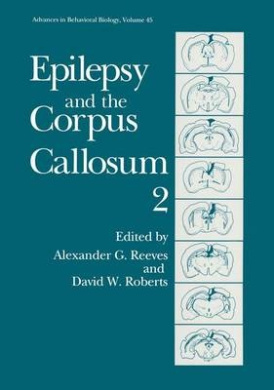 Advances in Behavioral Biology, Volume 45
Epilepsy
and the
Corpus
Callosum
2
Edited by
Alexander G. Reeves
and
David W. Roberts